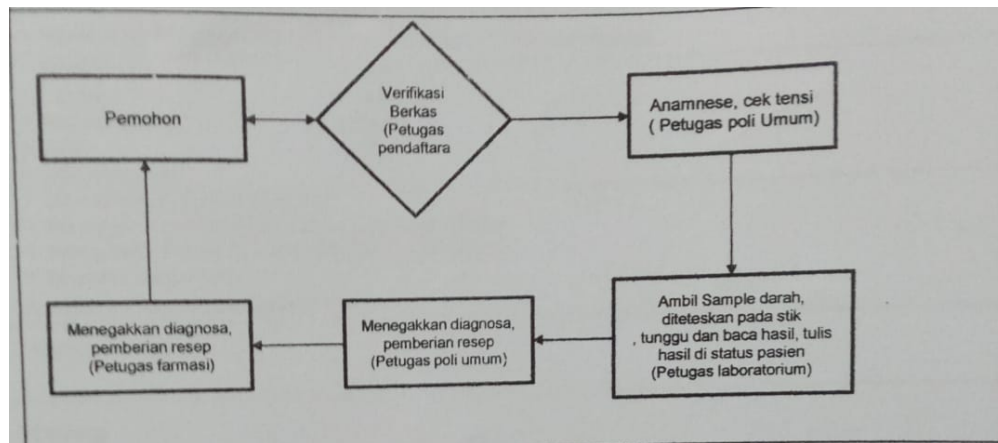 Pemohon
Verifikasi
Berkas
(Petugas
pendaftara
Anamnese, cek tensi
( Petugas poli Umum)
Ambil Sample darah,
diteteskan pada stik
, tunggu dan baca hasil, tulis
hasil di status pasien
(Petugas laboratorium)
Menegakkan diagnosa,
pemberian resep
(Petugas poli umum)
Menegakkan diagnosa,
pemberian resep
(Petugas farmasi)